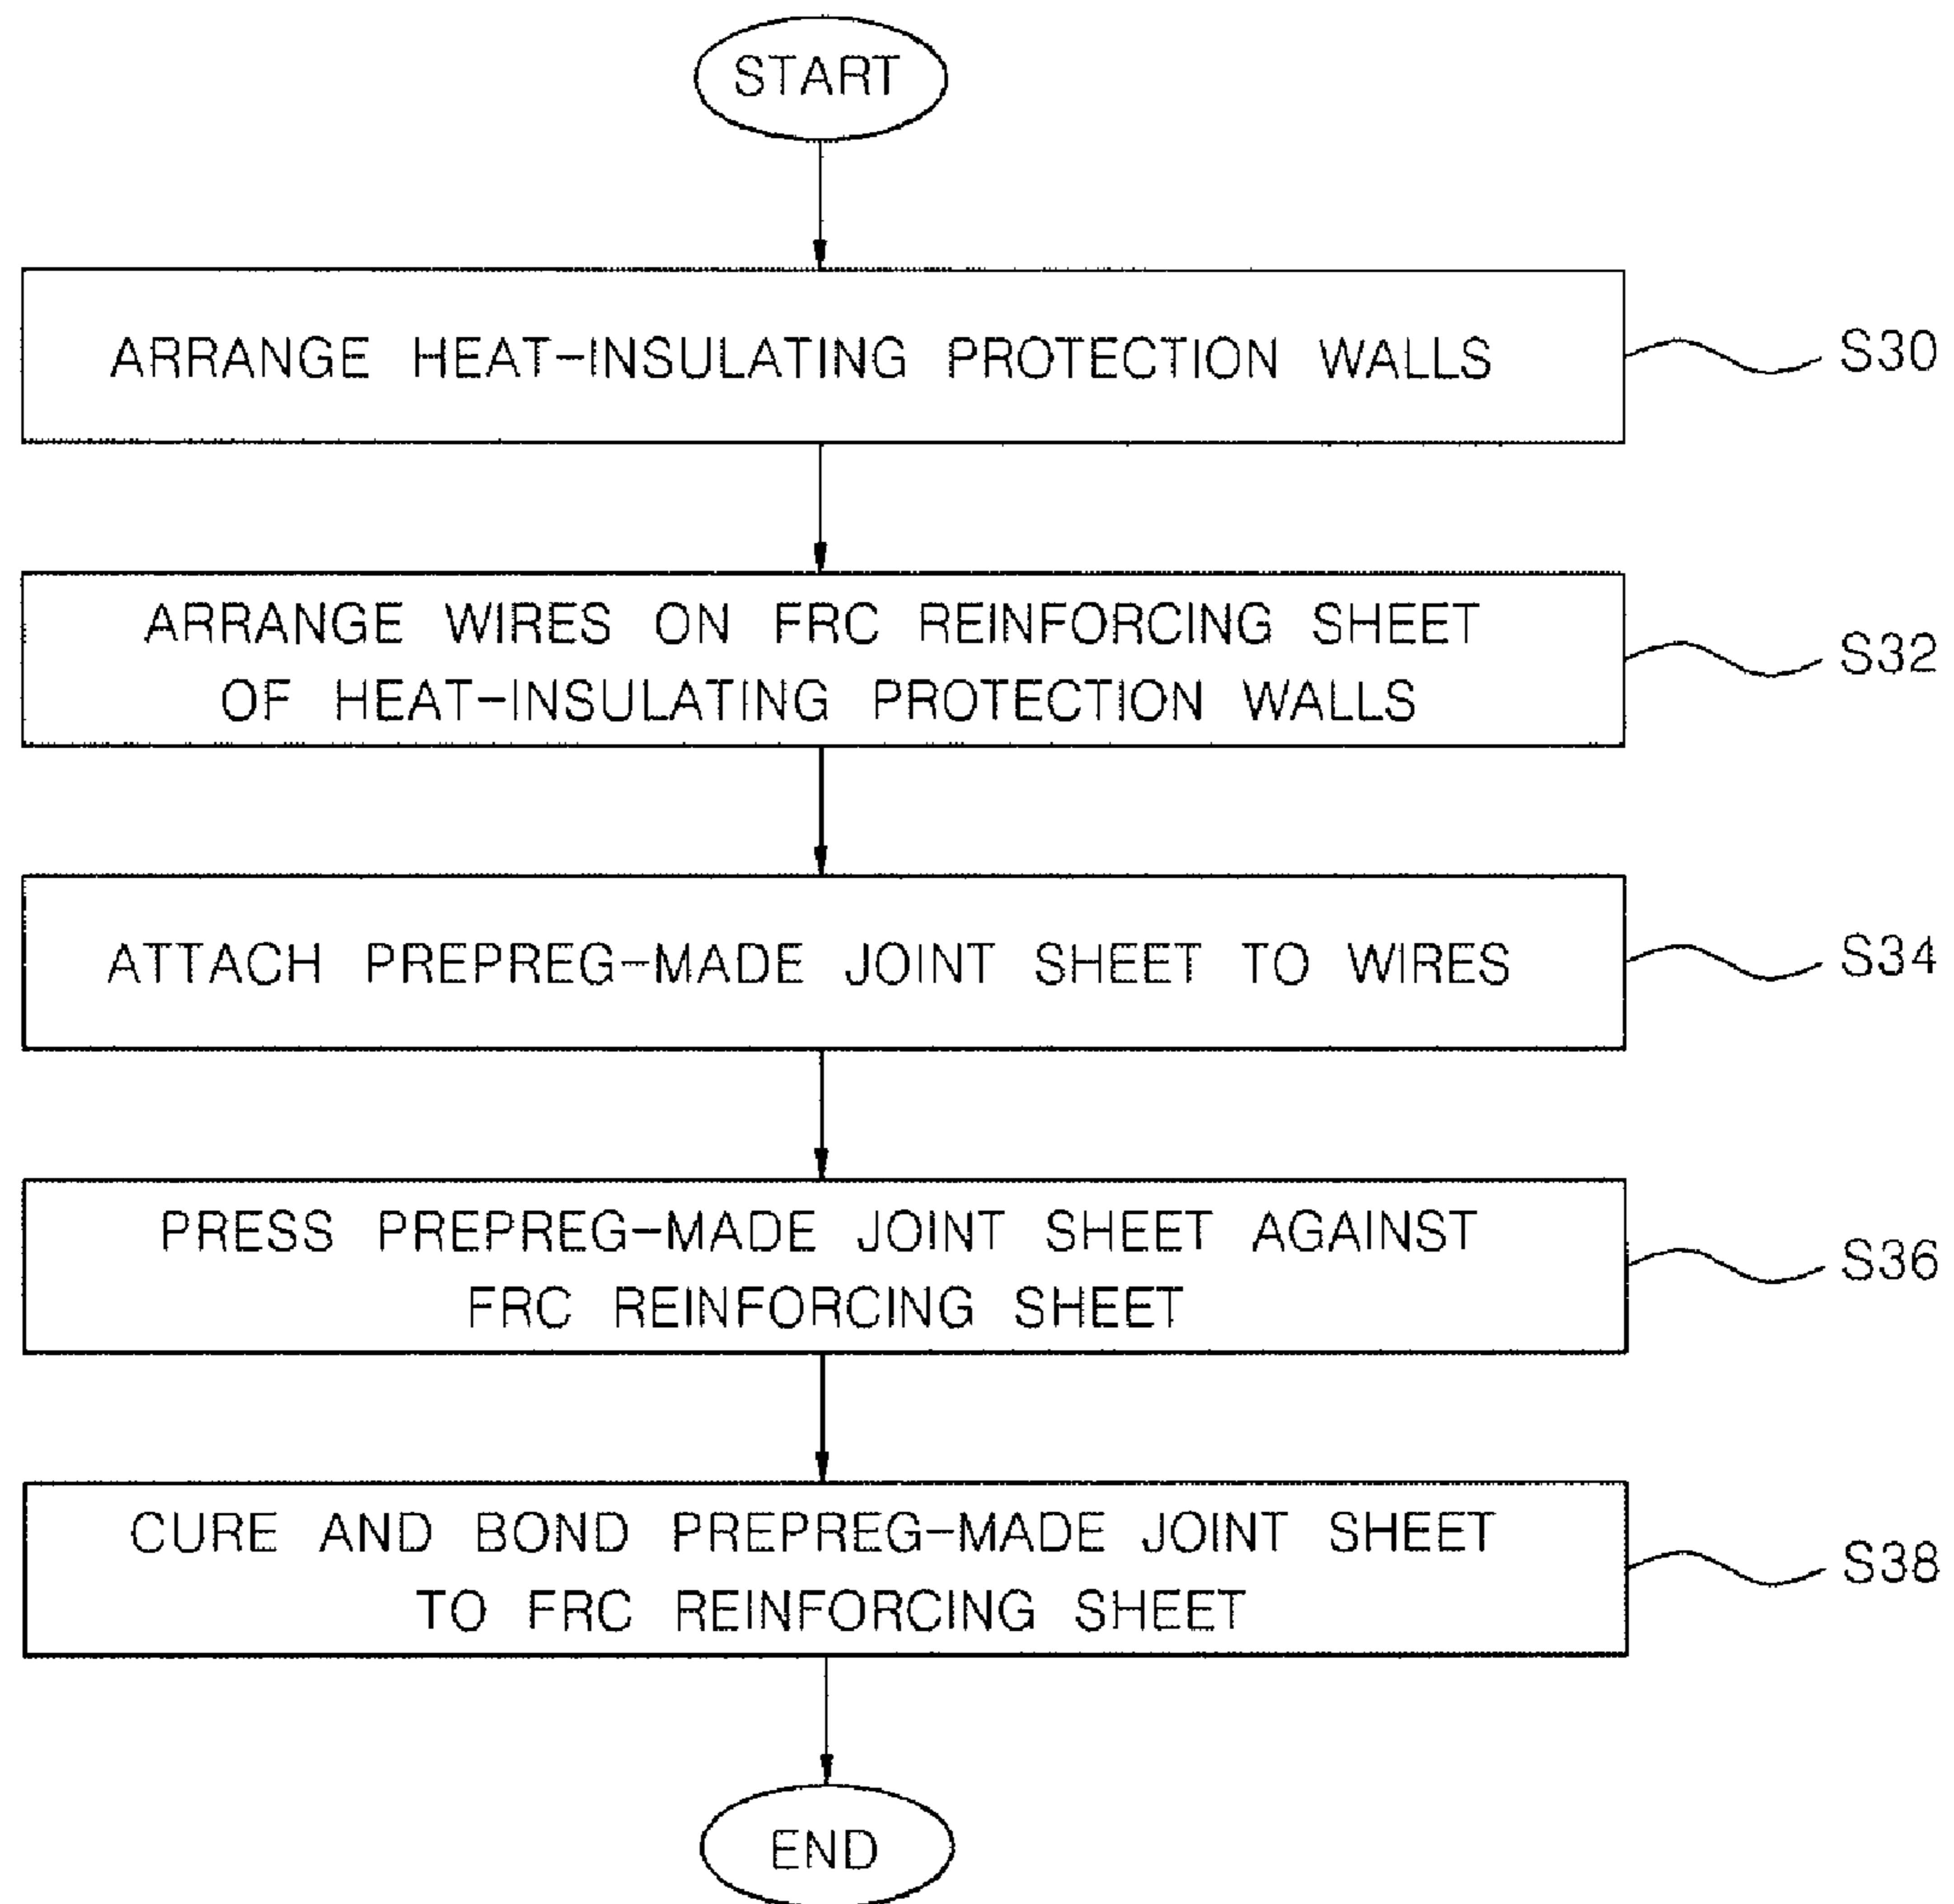 START
ARRANGE HEAT-INSULATING PROTECTION WALLS
S30
ARRANGE WIRES ON FRC REINFORCING SHEET
OF HEAT-INSULATING PROTECTION WALLS
S32
ATTACH PREPREG-MADE JOINT SHEET TO WIRES
S34
PRESS PREPREG-MADE JOINT SHEET AGAINST
FRC REINFORCING SHEET
S36
CURE AND BOND PREPREG-MADE JOINT SHEET
TO FRC REINFORCING SHEET
S38
END